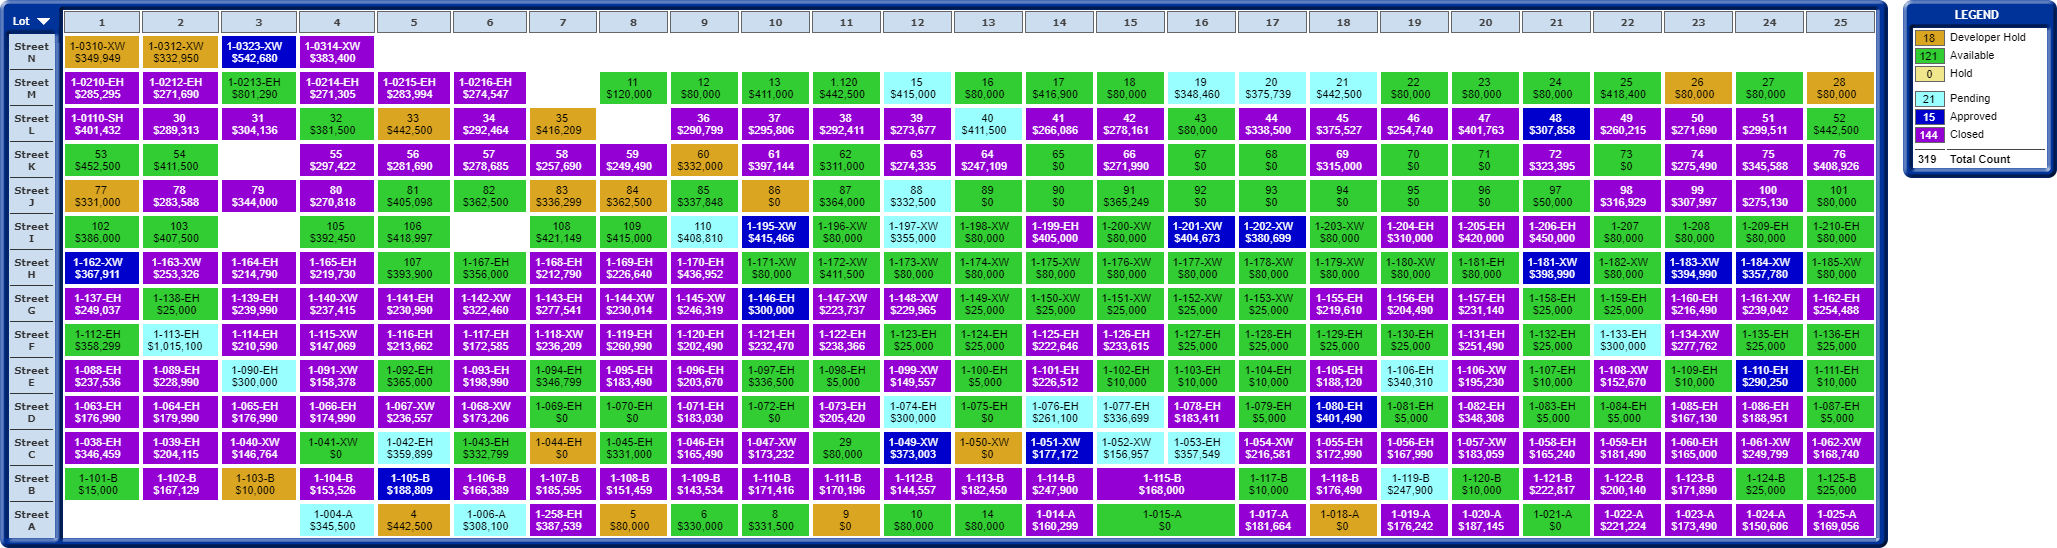 Lot 1 2 3 4 5 6 7 8 9 10 11 12 13 14 15 16 17 18 19 20 21 22 23 24 25
Street 1-0310-XW 1-0312-XW 1-0323-XW 1-0314-XW
N $349,949 $332,950 $542,680 $383,400
Street 1-0210-EH 1-0212-EH 1-0213-EH 1-0214-EH 1-0215-EH 1-0216-EH 11 12 13 1.120 15 16 17 18 19 20 21 22 23 24 25 26 27 28
M $285,295 $271,690 $801,290 $271,305 $283,994 $274,547 $120,000 $80,000 $411,000 $442,500 $415,000 $80,000 $416,900 $80,000 $348,460 $375,739 $442,500 $80,000 $80,000 $80,000 $418,400 $80,000 $80,000 $80,000
Street 1-0110-SH 30 31 32 33 34 35 36 37 38 39 40 41 42 43 44 45 46 47 48 49 50 51 52
L $401,432 $289,313 $304,136 $381,500 $442,500 $292,464 $416,209 $290,799 $295,806 $292,411 $273,677 $411,500 $266,086 $278,161 $80,000 $338,500 $375,527 $254,740 $401,763 $307,858 $260,215 $271,690 $299,511 $442,500
Street 53 54 55 56 57 58 59 60 61 62 63 64 65 66 67 68 69 70 71 72 73 74 75 76
K $452,500 $411,500 $297,422 $281,690 $278,685 $257,690 $249,490 $332,000 $397,144 $311,000 $274,335 $247,109 $0 $271,990 $0 $0 $315,000 $0 $0 $323,395 $0 $275,490 $345,588 $408,926
Street 77 78 79 80 81 82 83 84 85 86 87 88 89 90 91 92 93 94 95 96 97 98 99 100 101
J $331,000 $283,588 $344,000 $270,818 $405,098 $362,500 $336,299 $362,500 $337,848 $0 $364,000 $332,500 $0 $0 $365,249 $0 $0 $0 $0 $0 $50,000 $316,929 $307,997 $275,130 $80,000
Street 102 103 105 106 108 109 110 1-195-XW 1-196-XW 1-197-XW 1-198-XW 1-199-EH 1-200-XW 1-201-XW 1-202-XW 1-203-XW 1-204-EH 1-205-EH 1-206-EH 1-207 1-208 1-209-EH 1-210-EH
I $386,000 $407,500 $392,450 $418,997 $421,149 $415,000 $408,810 $415,466 $80,000 $355,000 $80,000 $405,000 $80,000 $404,673 $380,699 $80,000 $310,000 $420,000 $450,000 $80,000 $80,000 $80,000 $80,000
Street 1-162-XW 1-163-XW 1-164-EH 1-165-EH 107 1-167-EH 1-168-EH 1-169-EH 1-170-EH 1-171-XW 1-172-XW 1-173-XW 1-174-XW 1-175-XW 1-176-XW 1-177-XW 1-178-XW 1-179-XW 1-180-XW 1-181-EH 1-181-XW 1-182-XW 1-183-XW 1-184-XW 1-185-XW
H $367,911 $253,326 $214,790 $219,730 $393,900 $356,000 $212,790 $226,640 $436,952 $80,000 $411,500 $80,000 $80,000 $80,000 $80,000 $80,000 $80,000 $80,000 $80,000 $80,000 $398,990 $80,000 $394,990 $357,780 $80,000
Street 1-137-EH 1-138-EH 1-139-EH 1-140-XW 1-141-EH 1-142-XW 1-143-EH 1-144-XW 1-145-XW 1-146-EH 1-147-XW 1-148-XW 1-149-XW 1-150-XW 1-151-XW 1-152-XW 1-153-XW 1-155-EH 1-156-EH 1-157-EH 1-158-EH 1-159-EH 1-160-EH 1-161-XW 1-162-EH
G $249,037 $25,000 $239,990 $237,415 $230,990 $322,460 $277,541 $230,014 $246,319 $300,000 $223,737 $229,965 $25,000 $25,000 $25,000 $25,000 $25,000 $219,610 $204,490 $231,140 $25,000 $25,000 $216,490 $239,042 $254,488
Street 1-112-EH 1-113-EH 1-114-EH 1-115-XW 1-116-EH 1-117-EH 1-118-XW 1-119-EH 1-120-EH 1-121-EH 1-122-EH 1-123-EH 1-124-EH 1-125-EH 1-126-EH 1-127-EH 1-128-EH 1-129-EH 1-130-EH 1-131-EH 1-132-EH 1-133-EH 1-134-XW 1-135-EH 1-136-EH
F $358,299 $1,015,100 $210,590 $147,069 $213,662 $172,585 $236,209 $260,990 $202,490 $232,470 $238,366 $25,000 $25,000 $222,646 $233,615 $25,000 $25,000 $25,000 $25,000 $251,490 $25,000 $300,000 $277,762 $25,000 $25,000
Street 1-088-EH 1-089-EH 1-090-EH 1-091-XW 1-092-EH 1-093-EH 1-094-EH 1-095-EH 1-096-EH 1-097-EH 1-098-EH 1-099-XW 1-100-EH 1-101-EH 1-102-EH 1-103-EH 1-104-EH 1-105-EH 1-106-EH 1-106-XW 1-107-EH 1-108-XW 1-109-EH 1-110-EH 1-111-EH
E $237,536 $228,990 $300,000 $158,378 $365,000 $198,990 $346,799 $183,490 $203,670 $336,500 $5,000 $149,557 $5,000 $226,512 $10,000 $10,000 $10,000 $188,120 $340,310 $195,230 $10,000 $152,670 $10,000 $290,250 $10,000
Street 1-063-EH 1-064-EH 1-065-EH 1-066-EH 1-067-XW 1-068-XW 1-069-EH 1-070-EH 1-071-EH 1-072-EH 1-073-EH 1-074-EH 1-075-EH 1-076-EH 1-077-EH 1-078-EH 1-079-EH 1-080-EH 1-081-EH 1-082-EH 1-083-EH 1-084-EH 1-085-EH 1-086-EH 1-087-EH
D $176,990 $179,990 $176,990 $174,990 $236,557 $173,206 $0 $0 $183,030 $0 $205,420 $300,000 $0 $261,100 $336,699 $183,411 $5,000 $401,490 $5,000 $348,308 $5,000 $5,000 $167,130 $188,951 $5,000
Street 1-038-EH 1-039-EH 1-040-XW 1-041-XW 1-042-EH 1-043-EH 1-044-EH 1-045-EH 1-046-EH 1-047-XW 29 1-049-XW 1-050-XW 1-051-XW 1-052-XW 1-053-EH 1-054-XW 1-055-EH 1-056-EH 1-057-XW 1-058-EH 1-059-EH 1-060-EH 1-061-XW 1-062-XW
C $346,459 $204,115 $146,764 $0 $359,899 $332,799 $0 $331,000 $165,490 $173,232 $80,000 $373,003 $0 $177,172 $156,957 $357,549 $216,581 $172,990 $167,990 $183,059 $165,240 $181,490 $165,000 $249,799 $168,740
Street 1-101-B 1-102-B 1-103-B 1-104-B 1-105-B 1-106-B 1-107-B 1-108-B 1-109-B 1-110-B 1-111-B 1-112-B 1-113-B 1-114-B 1-115-B 1-117-B 1-118-B 1-119-B 1-120-B 1-121-B 1-122-B 1-123-B 1-124-B 1-125-B
B $15,000 $167,129 $10,000 $153,526 $188,809 $166,389 $185,595 $151,459 $143,534 $171,416 $170,196 $144,557 $182,450 $247,900 $168,000 $10,000 $176,490 $247,900 $10,000 $222,817 $200,140 $171,890 $25,000 $25,000
Street 1-004-A 4 1-006-A 1-258-EH 5 6 8 9 10 14 1-014-A 1-015-A 1-017-A 1-018-A 1-019-A 1-020-A 1-021-A 1-022-A 1-023-A 1-024-A 1-025-A
A $345,500 $442,500 $308,100 $387,539 $80,000 $330,000 $331,500 $0 $80,000 $80,000 $160,299 $0 $181,664 $0 $176,242 $187,145 $0 $221,224 $173,490 $150,606 $169,056
LEGEND
18 Developer Hold
121 Available
0 Hold
21 Pending
15 Approved
144 Closed
319 Total Count